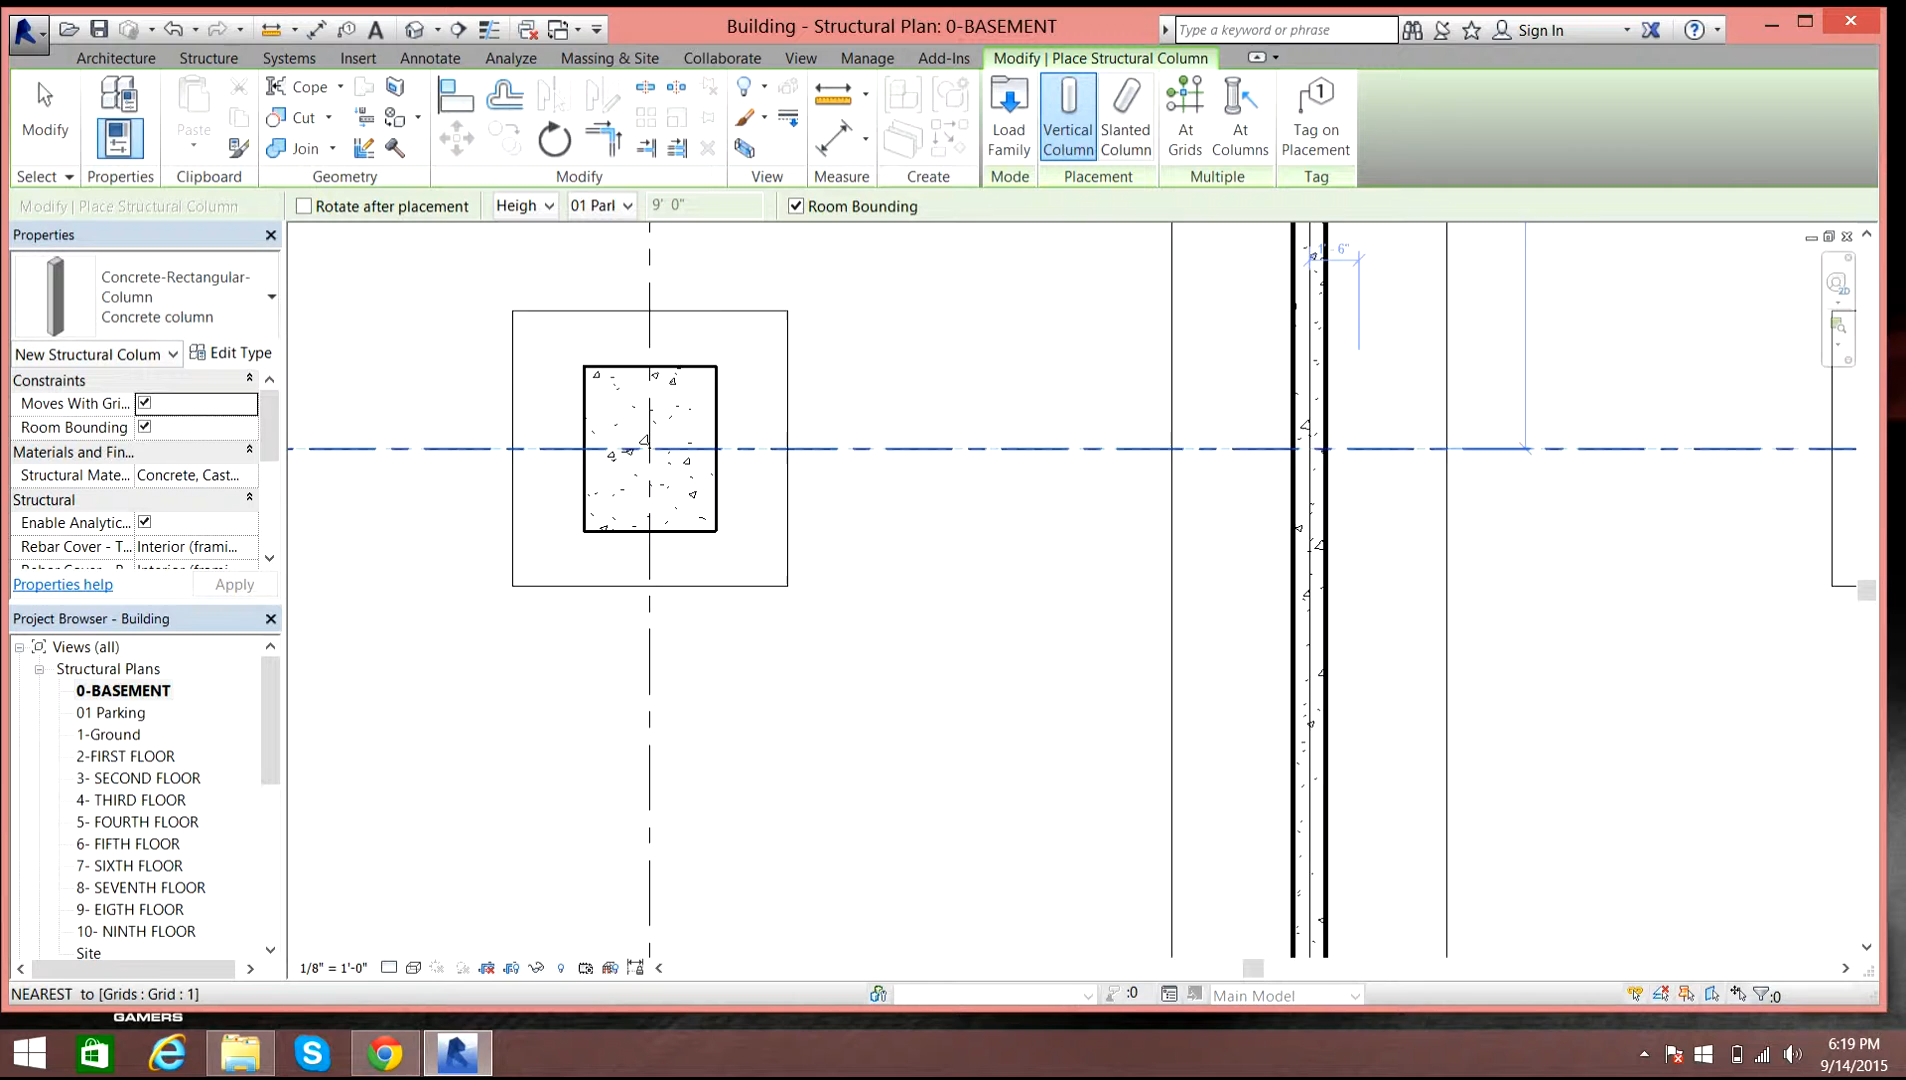 Building - Structural Plan: 0-BASEMENT
Type a keyword or phrase
Sign In
Architecture Structure Systems Insert Annotate Analyze Massing & Site Collaborate View Manage Add-Ins Modify | Place Structural Column
Modify
Paste
Cope
Cut
Join
Load Family
Vertical Column
Slanted Column
At Grids
At Columns
Tag on Placement
Select Properties Clipboard Geometry Modify View Measure Create Mode Placement Multiple Tag
Modify | Place Structural Column
Rotate after placement
Heigh
01 Parl
9' 0"
Room Bounding
Properties
Concrete-Rectangular-
Column
Concrete column
New Structural Colum
Edit Type
Constraints
Moves With Gri...
Room Bounding
Materials and Fin...
Structural Mate... Concrete, Cast...
Structural
Enable Analytic...
Rebar Cover - T... Interior (frami...
Properties help
Apply
Project Browser - Building
Views (all)
Structural Plans
0-BASEMENT
01 Parking
1-Ground
2-FIRST FLOOR
3- SECOND FLOOR
4- THIRD FLOOR
5- FOURTH FLOOR
6- FIFTH FLOOR
7- SIXTH FLOOR
8- SEVENTH FLOOR
9- EIGTH FLOOR
10- NINTH FLOOR
Site
2D
1/8" = 1'-0"
NEAREST to [Grids : Grid : 1]
:0
Main Model
:0
GAMERS
6:19 PM
9/14/2015